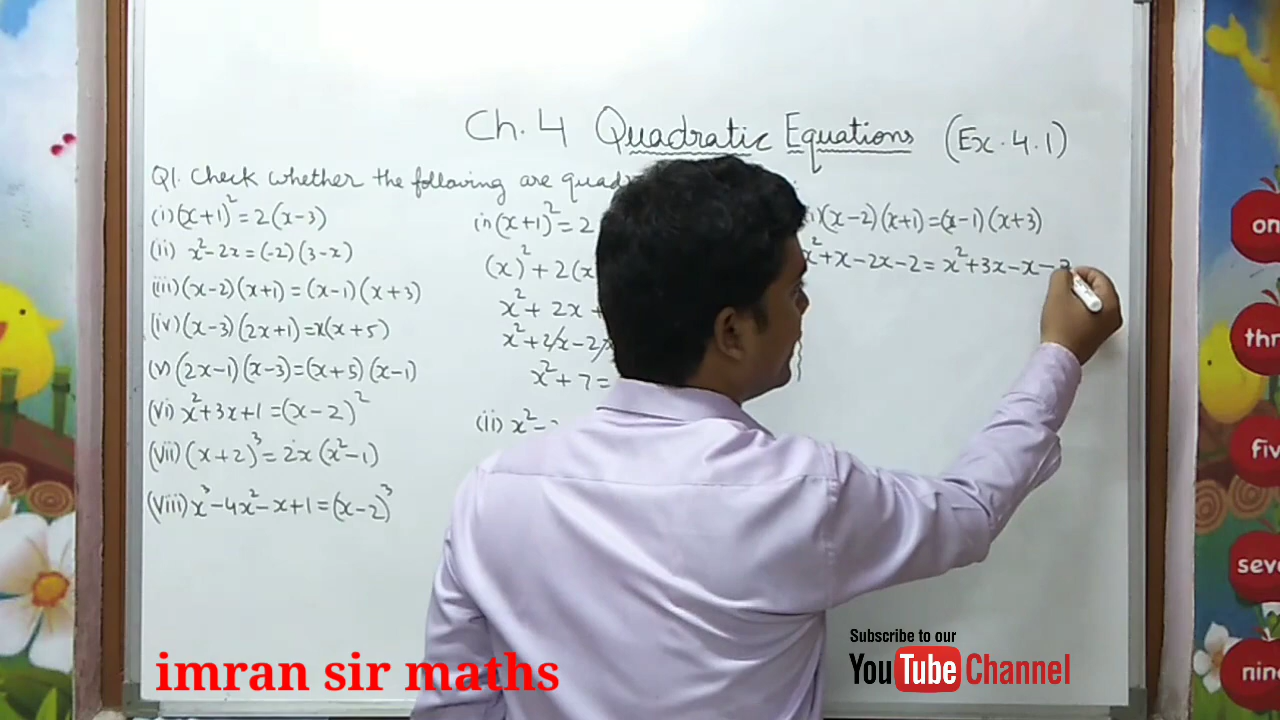 Ch. 4 Quadratic Equations (Ex. 4.1)
Q1. Check whether the following are
(i) (x+1)² = 2(x-3)
(ii) x²-2x = (-2)(3-x)
(iii) (x-2)(x+1) = (x-1)(x+3)
(iv) (x-3)(2x+1) = x(x+5)
(v) (2x-1)(x-3) = (x+5)(x-1)
(vi) x²+3x+1 = (x-2)²
(vii) (x+2)³ = 2x(x²-1)
(viii) x³-4x²-x+1 = (x-2)³
(x+1)² = 2
(x)² + 2(x
x² + 2x +
x² + 2x - 2x
x² + 7 =
(ii) x² -
(x-2)(x+1) = (x-1)(x+3)
x²+x-2x-2 = x²+3x-x-
imran sir maths
Subscribe to our
YouTube Channel
on
thr
fiv
seve
nin